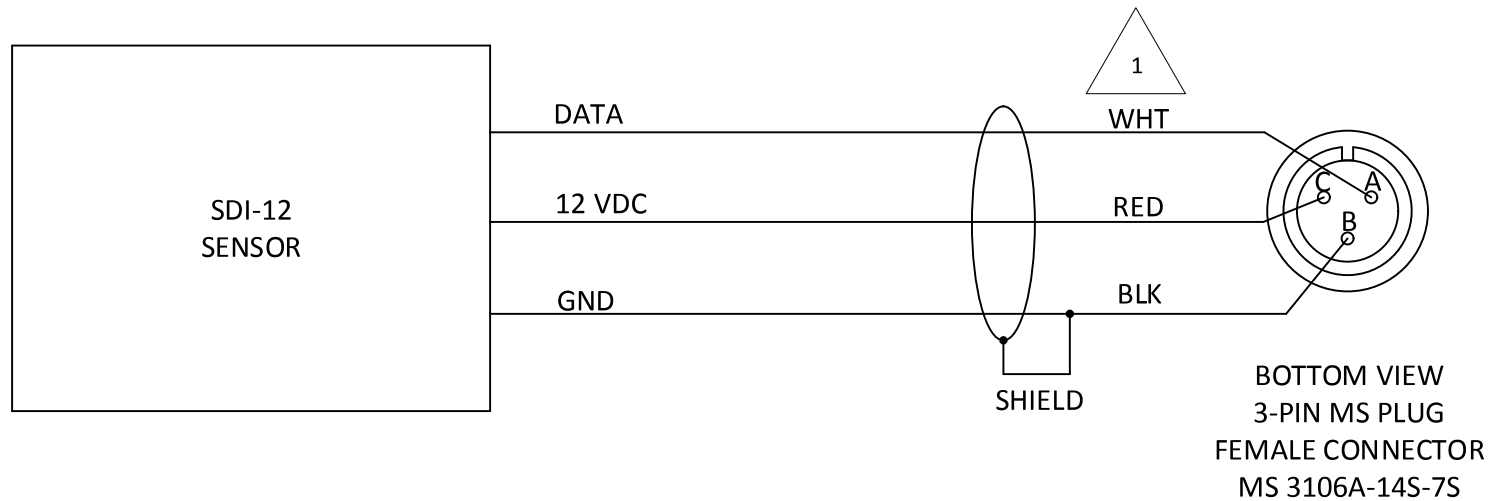 1
DATA
WHT
12 VDC
RED
SDI-12
SENSOR
C
A
B
GND
BLK
SHIELD
BOTTOM VIEW
3-PIN MS PLUG
FEMALE CONNECTOR
MS 3106A-14S-7S